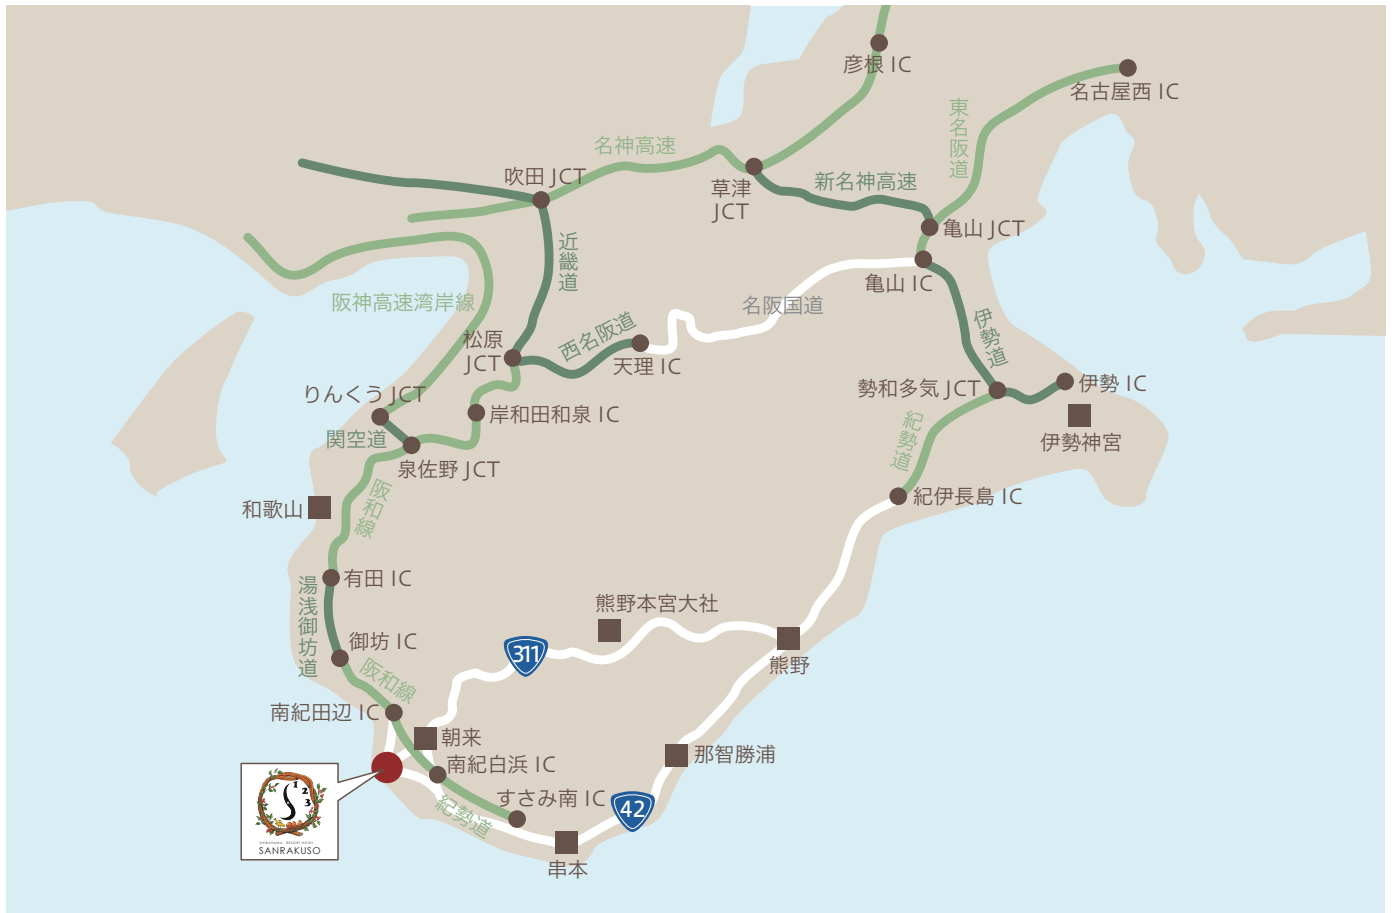 彦根 IC
名古屋西 IC
東名阪道
名神高速
吹田 JCT
草津
JCT
新名神高速
亀山 JCT
近畿道
亀山 IC
阪神高速湾岸線
名阪国道
伊勢道
西名阪道
松原
JCT
天理 IC
りんくう JCT
勢和多気 JCT
伊勢 IC
岸和田和泉 IC
関空道
伊勢神宮
紀勢道
泉佐野 JCT
阪和線
和歌山
紀伊長島 IC
有田 IC
湯浅御坊道
熊野本宮大社
御坊 IC
311
熊野
阪和線
南紀田辺 IC
朝来
南紀白浜 IC
那智勝浦
すさみ南 IC
紀勢道
42
串本
S
1
2
3
SHIRAHAMA RESORT HOTEL
SANRAKUSO